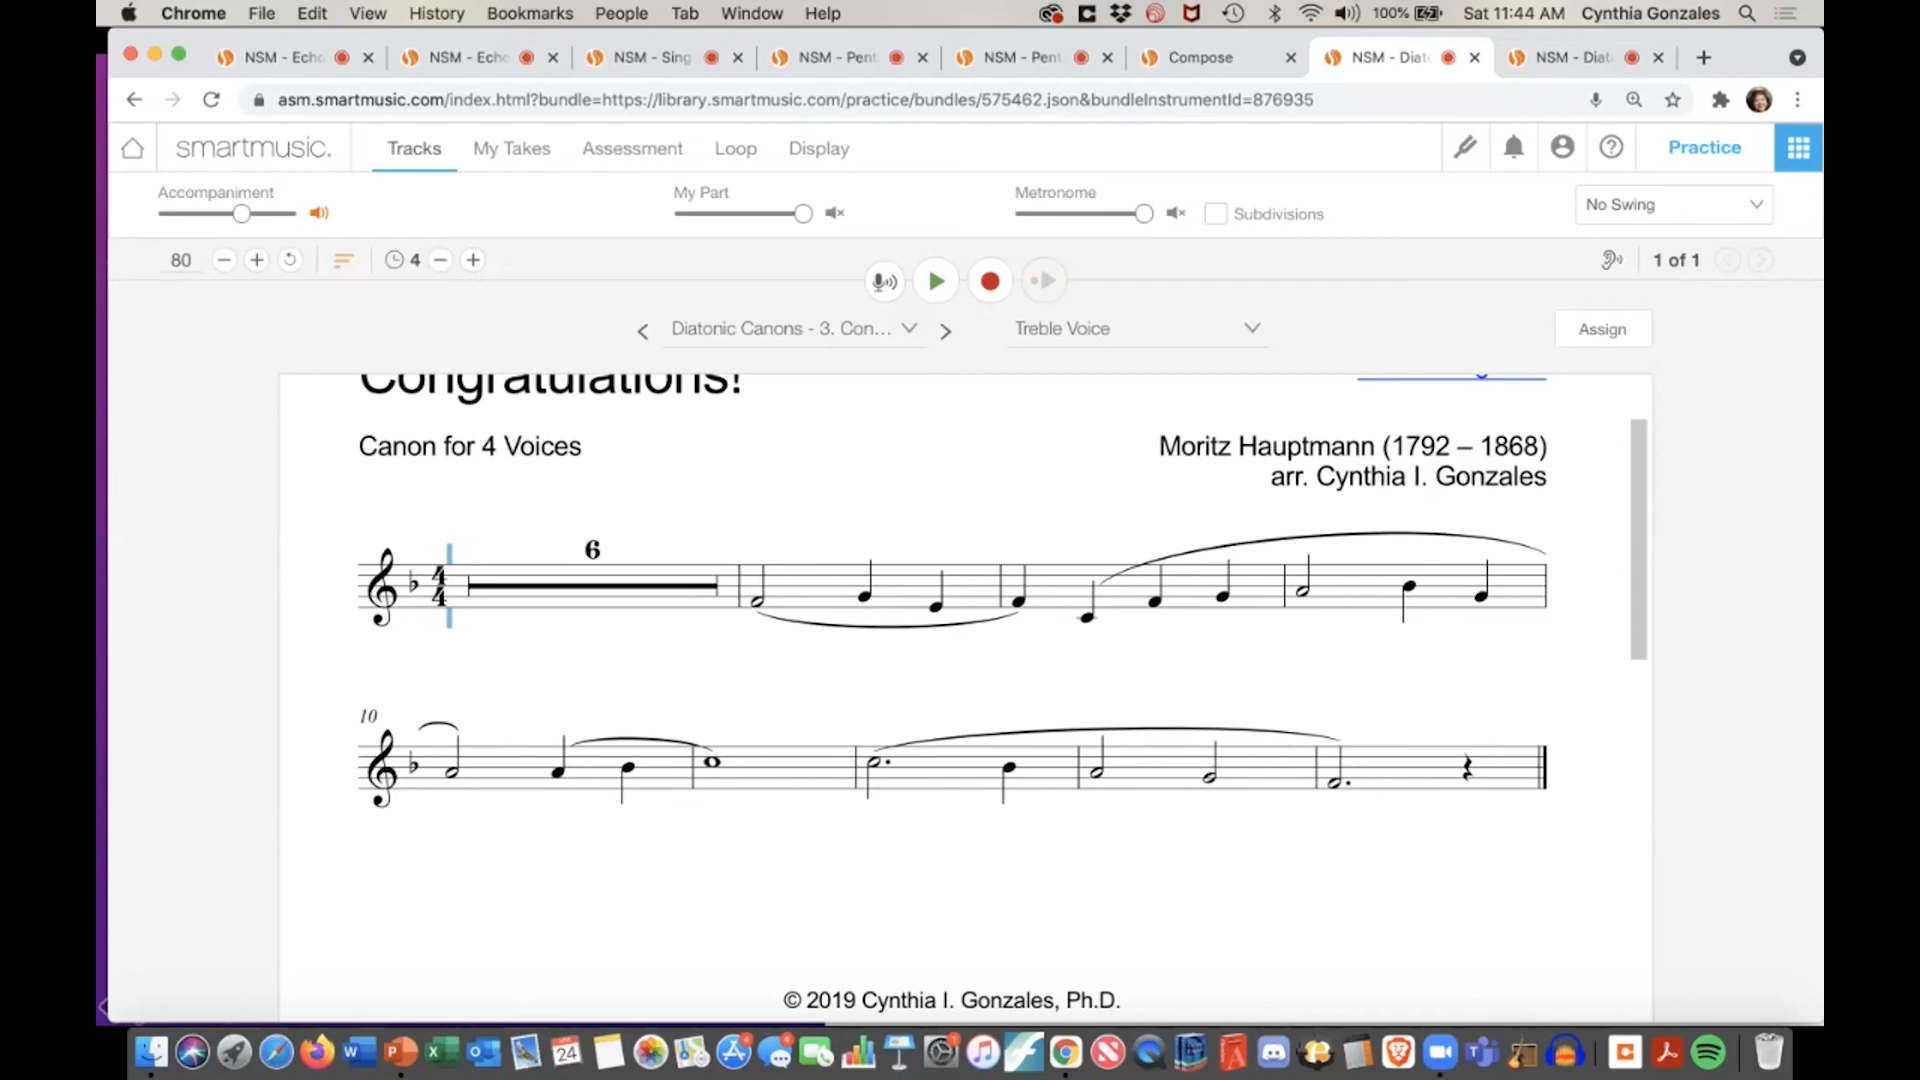 Chrome File Edit View History Bookmarks People Tab Window Help 100% Sat 11:44 AM Cynthia Gonzales
NSM - Echo NSM - Echo NSM - Sing NSM - Pent NSM - Pent Compose NSM - Diat NSM - Diat
asm.smartmusic.com/index.html?bundle=https://library.smartmusic.com/practice/bundles/575462.json&bundleInstrumentId=876935
smartmusic. Tracks My Takes Assessment Loop Display Practice
Accompaniment My Part Metronome
Subdivisions No Swing
80 4 1 of 1
Diatonic Canons - 3. Con... Treble Voice Assign
Congratulations!
Canon for 4 Voices Moritz Hauptmann (1792 – 1868)
arr. Cynthia I. Gonzales
6
4
4
10
© 2019 Cynthia I. Gonzales, Ph.D.
24